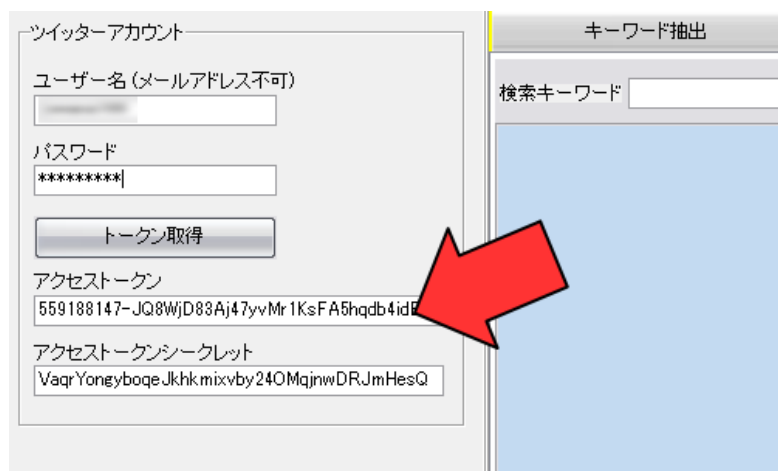 ツイッターアカウント
ユーザー名(メールアドレス不可)
パスワード
*********
トークン取得
アクセストークン
559188147-JQ8WjD83Aj47yvMr1KsFA5hqdb4id
アクセストークンシークレット
VaqrYongyboqeJkhkmixvby24OMqjnwDRJmHesQ
キーワード抽出
検索キーワード